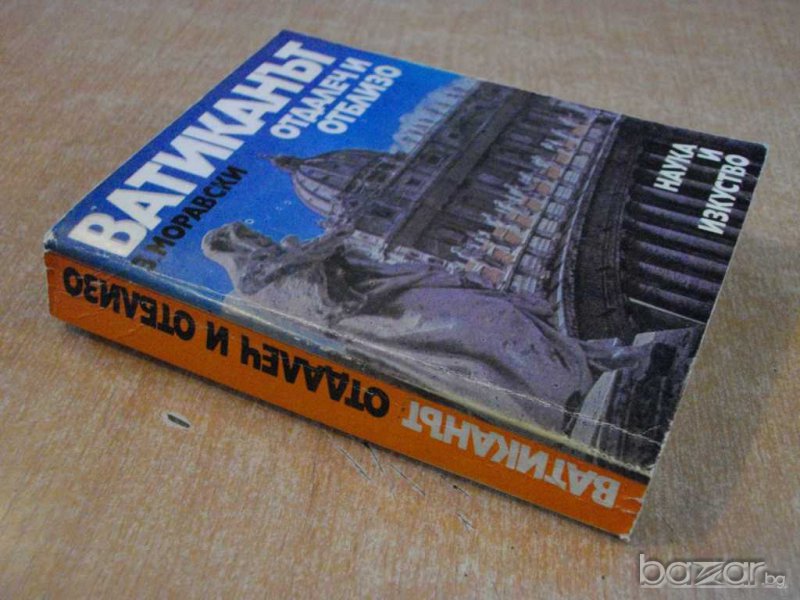 ВАТИКАНЪТ
ОТДАЛЕЧ И
ОТБЛИЗО
З. МОРАВСКИ
НАУКА
И
ИЗКУСТВО
ВАТИКАНЪТ ОТДАЛЕЧ И ОТБЛИЗО
bazar.bg